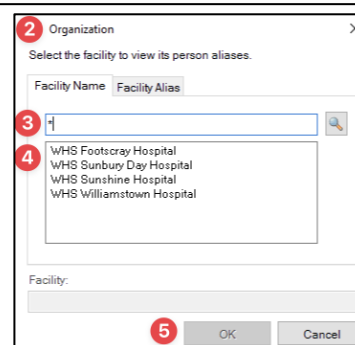 2 Organization
Select the facility to view its person aliases.
Facility Name Facility Alias
3 *
4 WHS Footscray Hospital
WHS Sunbury Day Hospital
WHS Sunshine Hospital
WHS Williamstown Hospital
Facility:
5 OK Cancel